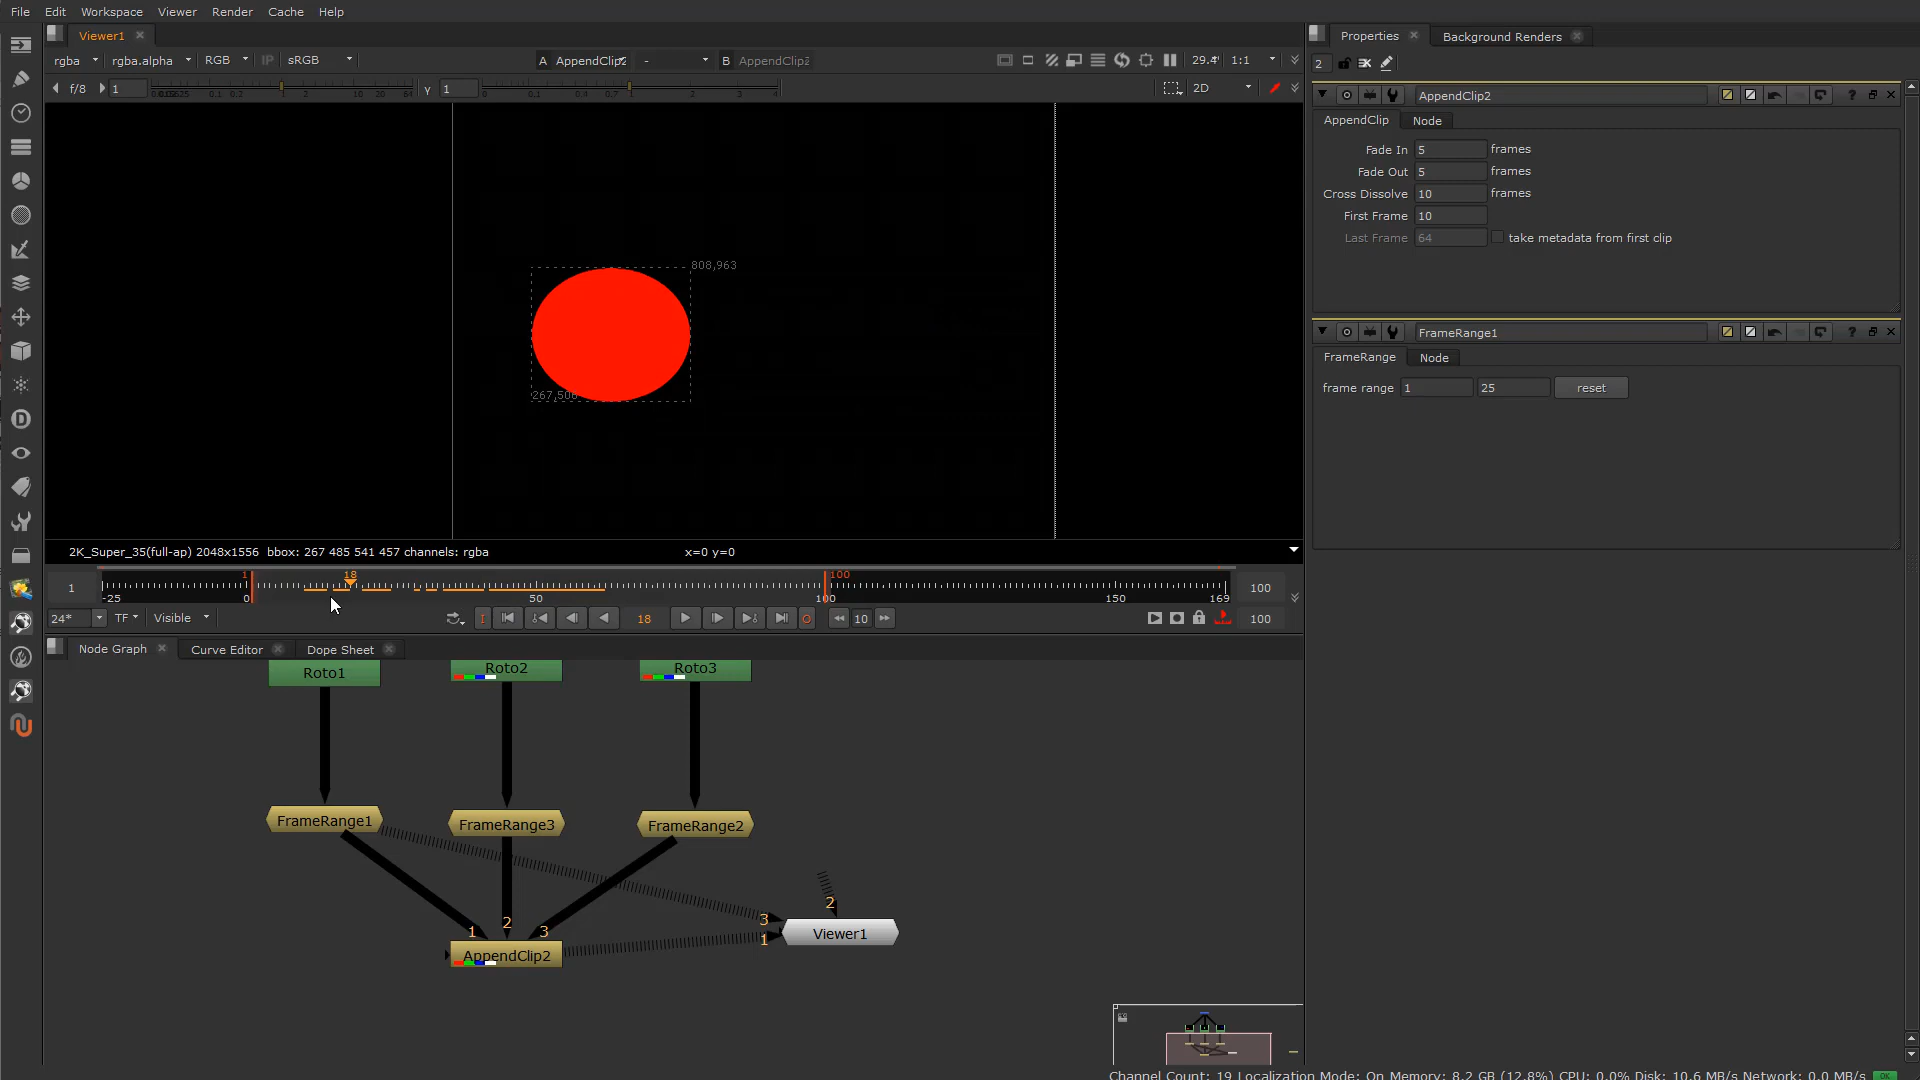 File Edit Workspace Viewer Render Cache Help
Viewer1
rgba rgba.alpha RGB IP sRGB A AppendClip2 - B AppendClip2 29.4 1:1
f/8 1 Y 1 2D
808,963
267,506
2K_Super_35(full-ap) 2048x1556 bbox: 267 485 541 457 channels: rgba x=0 y=0
1 1 18 100 100
-25 0 50 100 150 169
24* TF Visible I 18 O 10 100
Node Graph Curve Editor Dope Sheet
Roto1 Roto2 Roto3
FrameRange1 FrameRange3 FrameRange2
1 2 3 3 1 2
Viewer1
AppendClip2
Properties Background Renders
2
AppendClip2
AppendClip Node
Fade In 5 frames
Fade Out 5 frames
Cross Dissolve 10 frames
First Frame 10
Last Frame 64 take metadata from first clip
FrameRange1
FrameRange Node
frame range 1 25 reset
Channel Count: 19 Localization Mode: On Memory: 8.2 GB (12.8%) CPU: 0.0% Disk: 10.6 MB/s Network: 0.0 MB/s OK